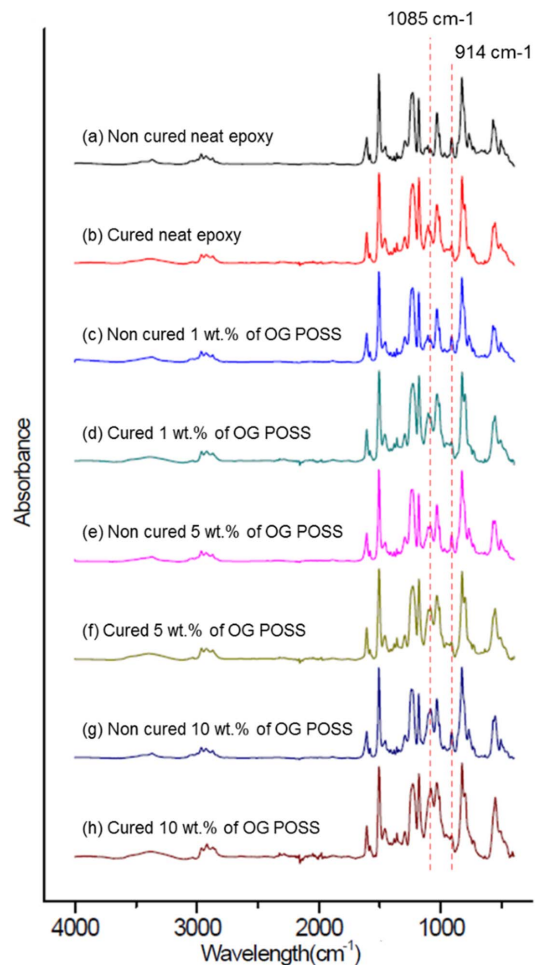 1085 cm-1
914 cm-1
(a) Non cured neat epoxy
(b) Cured neat epoxy
(c) Non cured 1 wt.% of OG POSS
(d) Cured 1 wt.% of OG POSS
(e) Non cured 5 wt.% of OG POSS
(f) Cured 5 wt.% of OG POSS
(g) Non cured 10 wt.% of OG POSS
(h) Cured 10 wt.% of OG POSS
Absorbance
4000 3000 2000 1000
Wavelength(cm⁻¹)